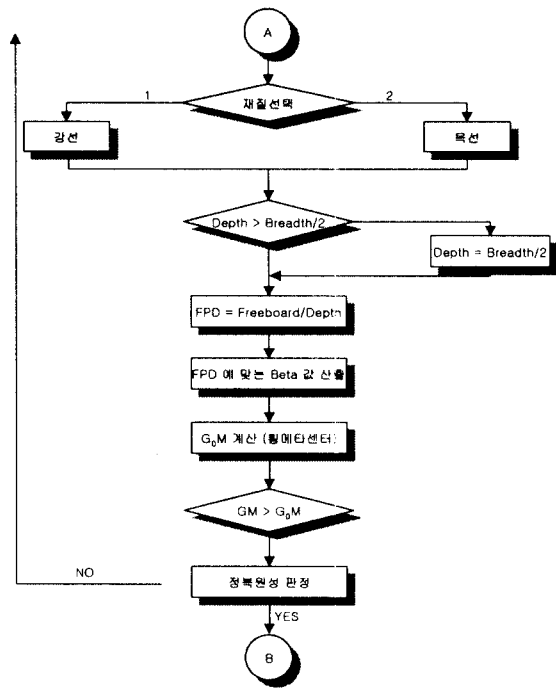 A
1
재질선택
2
강선
목선
Depth > Breadth/2
Depth = Breadth/2
FPD = Freeboard/Depth
FPD 에 맞는 Beta 값 산출
G₀M 계산 (횡메타센터)
GM > G₀M
NO
정복원성 판정
YES
B